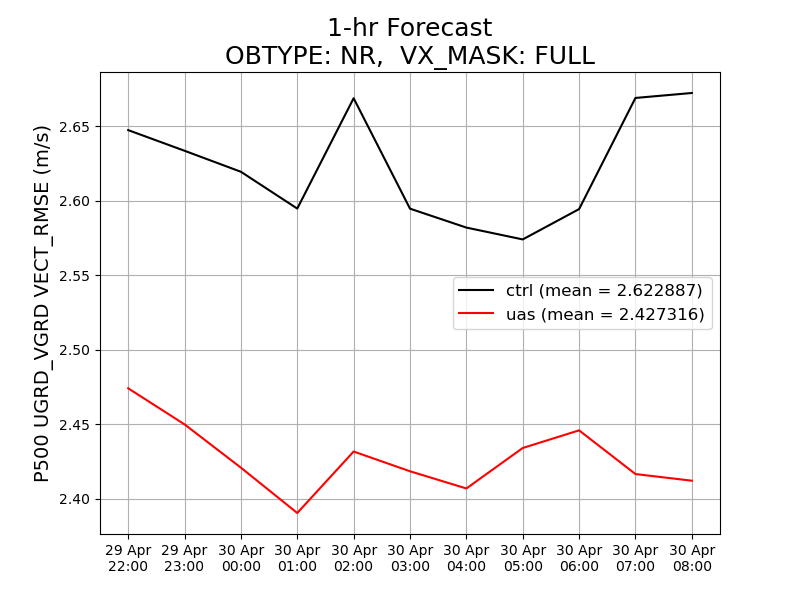 1-hr Forecast
OBTYPE: NR,  VX_MASK: FULL
P500 UGRD_VGRD VECT_RMSE (m/s)
2.65
2.60
2.55
2.50
2.45
2.40
ctrl (mean = 2.622887)
uas (mean = 2.427316)
29 Apr 29 Apr 30 Apr 30 Apr 30 Apr 30 Apr 30 Apr 30 Apr 30 Apr 30 Apr 30 Apr
22:00 23:00 00:00 01:00 02:00 03:00 04:00 05:00 06:00 07:00 08:00